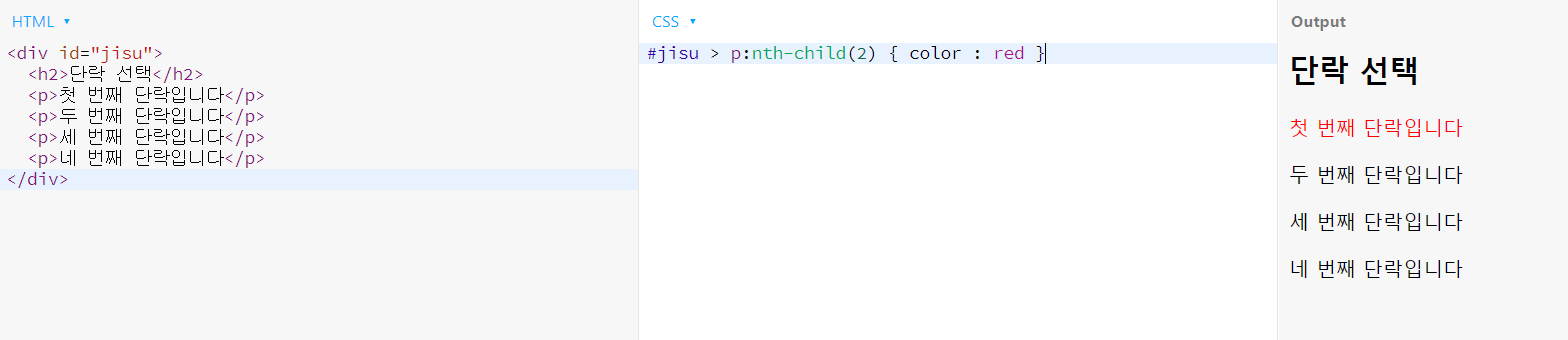 HTML ▼
<div id="jisu">
  <h2>단락 선택</h2>
  <p>첫 번째 단락입니다</p>
  <p>두 번째 단락입니다</p>
  <p>세 번째 단락입니다</p>
  <p>네 번째 단락입니다</p>
</div>
CSS ▼
#jisu > p:nth-child(2) { color : red }
Output
단락 선택
첫 번째 단락입니다
두 번째 단락입니다
세 번째 단락입니다
네 번째 단락입니다